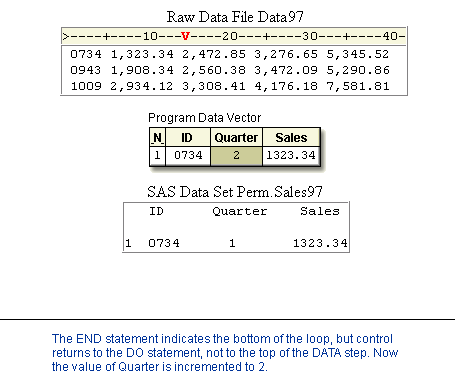 Raw Data File Data97
>----+----10---V----20---+----30---+----40-
0734 1,323.34 2,472.85 3,276.65 5,345.52
0943 1,908.34 2,560.38 3,472.09 5,290.86
1009 2,934.12 3,308.41 4,176.18 7,581.81
Program Data Vector
_N_ ID Quarter Sales
1 0734 2 1323.34
SAS Data Set Perm.Sales97
ID Quarter Sales
1 0734 1 1323.34
The END statement indicates the bottom of the loop, but control
returns to the DO statement, not to the top of the DATA step. Now
the value of Quarter is incremented to 2.